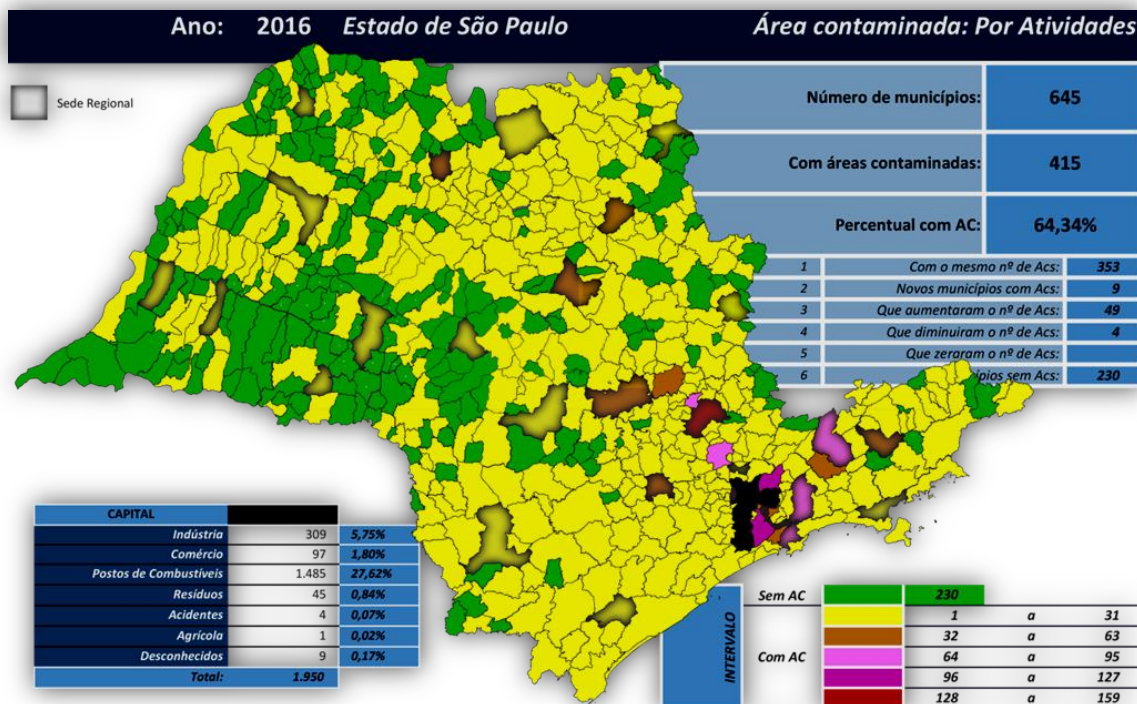 Ano: 2016 Estado de São Paulo Área contaminada: Por Atividades
Sede Regional
Número de municípios: 645
Com áreas contaminadas: 415
Percentual com AC: 64,34%
1 Com o mesmo nº de Acs: 353
2 Novos municípios com Acs: 9
3 Que aumentaram o nº de Acs: 49
4 Que diminuiram o nº de Acs: 4
5 Que zeraram o nº de Acs:
6 ípios sem Acs: 230
CAPITAL
Indústria 309 5,75%
Comércio 97 1,80%
Postos de Combustíveis 1.485 27,62%
Resíduos 45 0,84%
Acidentes 4 0,07%
Agrícola 1 0,02%
Desconhecidos 9 0,17%
Total: 1.950
INTERVALO
Sem AC 230
1 a 31
32 a 63
Com AC 64 a 95
96 a 127
128 a 159